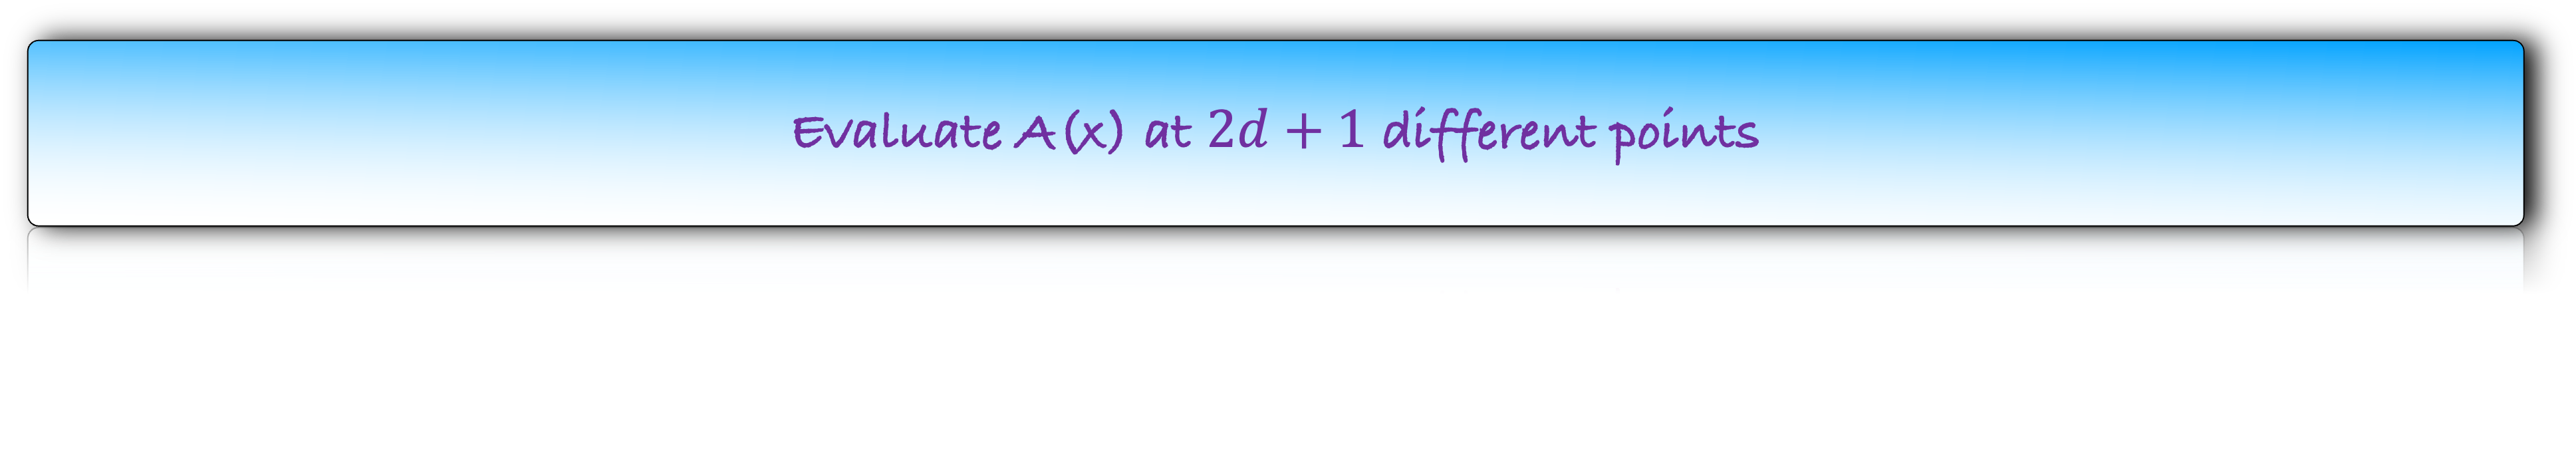 Evaluate A(x) at 2d + 1 different points